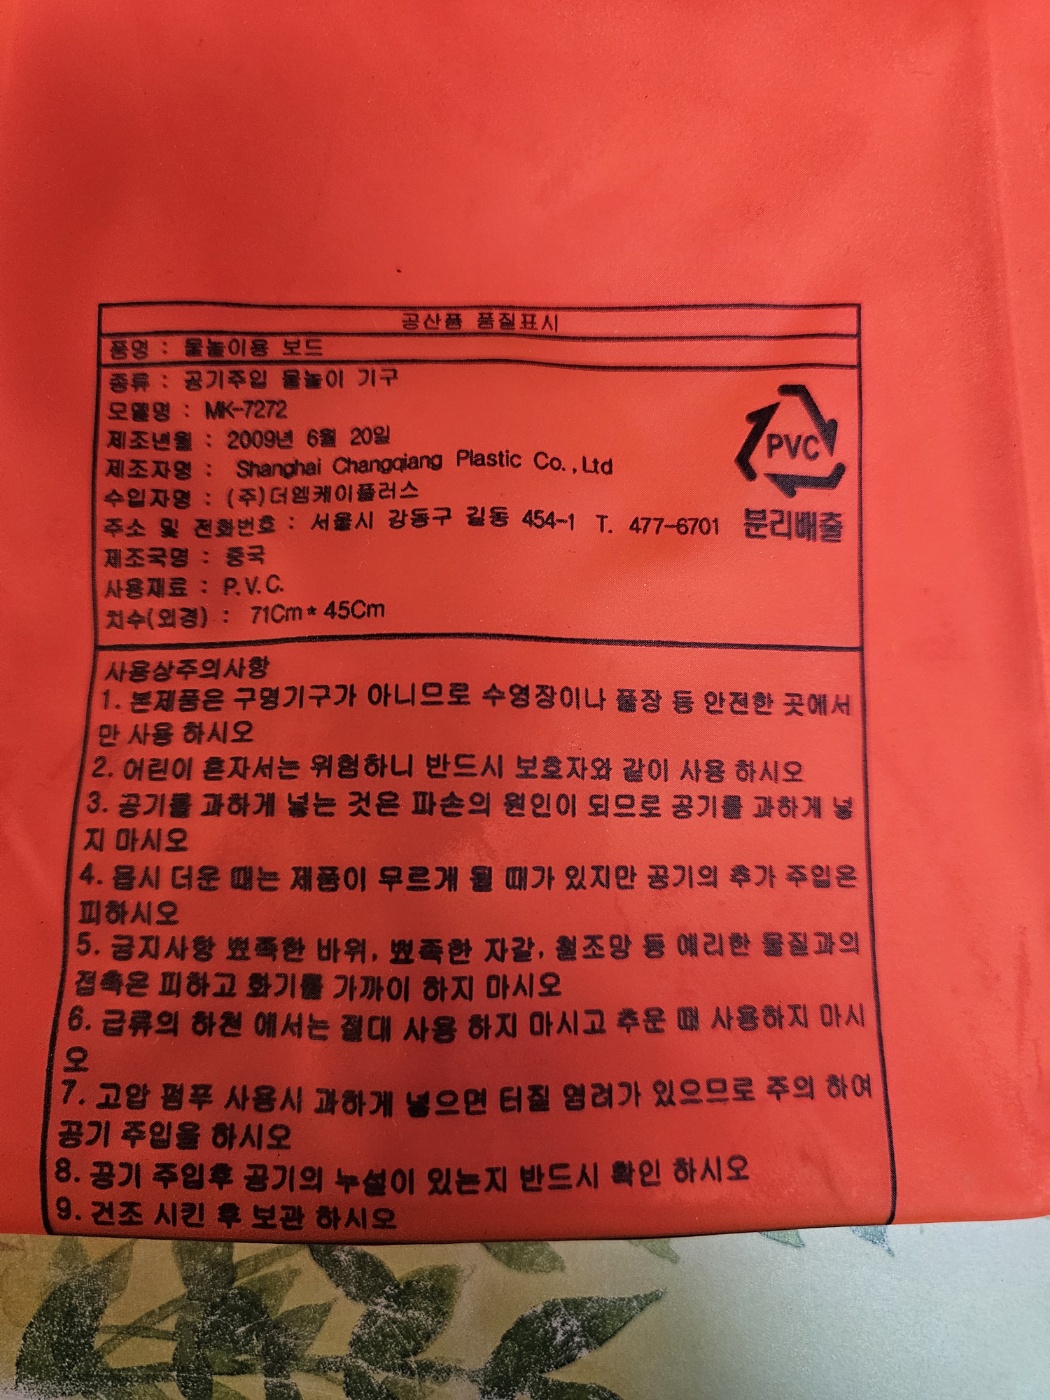 공산품 품질표시
품명 : 물놀이용 보드
종류 : 공기주입 물놀이 기구
모델명 : MK-7272
제조년월 : 2009년 6월 20일
제조자명 : Shanghai Changqiang Plastic Co.,Ltd
수입자명 : (주)더엠케이플러스
주소 및 전화번호 : 서울시 강동구 길동 454-1 T. 477-6701
제조국명 : 중국
사용재료 : P.V.C.
치수(외경) : 71Cm * 45Cm
PVC
분리배출
사용상주의사항
1. 본제품은 구명기구가 아니므로 수영장이나 풀장 등 안전한 곳에서
만 사용 하시오
2. 어린이 혼자서는 위험하니 반드시 보호자와 같이 사용 하시오
3. 공기를 과하게 넣는 것은 파손의 원인이 되므로 공기를 과하게 넣
지 마시오
4. 몹시 더운 때는 제품이 무르게 될 때가 있지만 공기의 추가 주입은
피하시오
5. 금지사항 뾰족한 바위, 뾰족한 자갈, 철조망 등 예리한 물질과의
접촉은 피하고 화기를 가까이 하지 마시오
6. 급류의 하천 에서는 절대 사용 하지 마시고 추운 때 사용하지 마시
오
7. 고압 펌푸 사용시 과하게 넣으면 터질 염려가 있으므로 주의 하여
공기 주입을 하시오
8. 공기 주입후 공기의 누설이 있는지 반드시 확인 하시오
9. 건조 시킨 후 보관 하시오